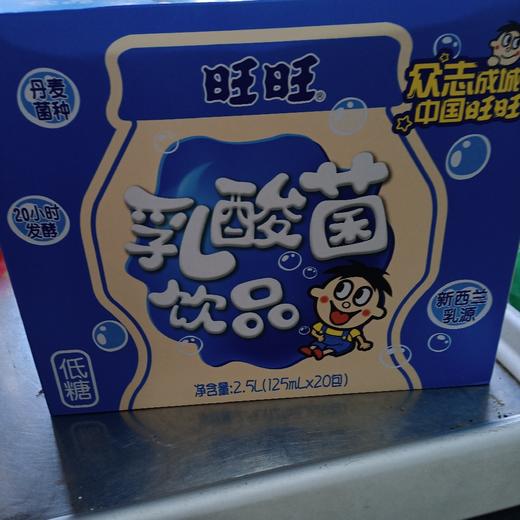 旺旺®
众志成城
中国旺旺
丹麦
菌种
20小时
发酵
乳酸菌
饮品
新西兰
乳源
低糖
净含量:2.5L(125mL×20包)